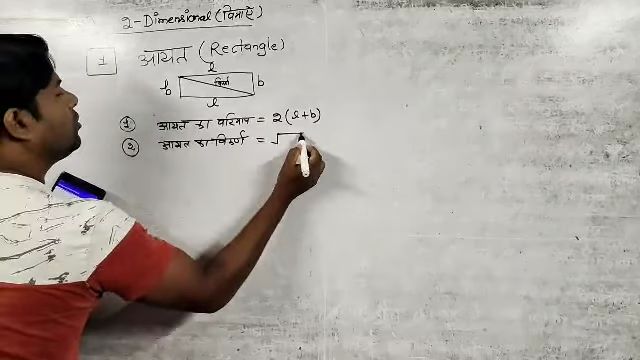 2-Dimensional (विमाऐं)
1 आयत (Rectangle)
l
b विकर्ण b
l
① आयत का परिमाप = 2(l+b)
② आयत का विकर्ण = √